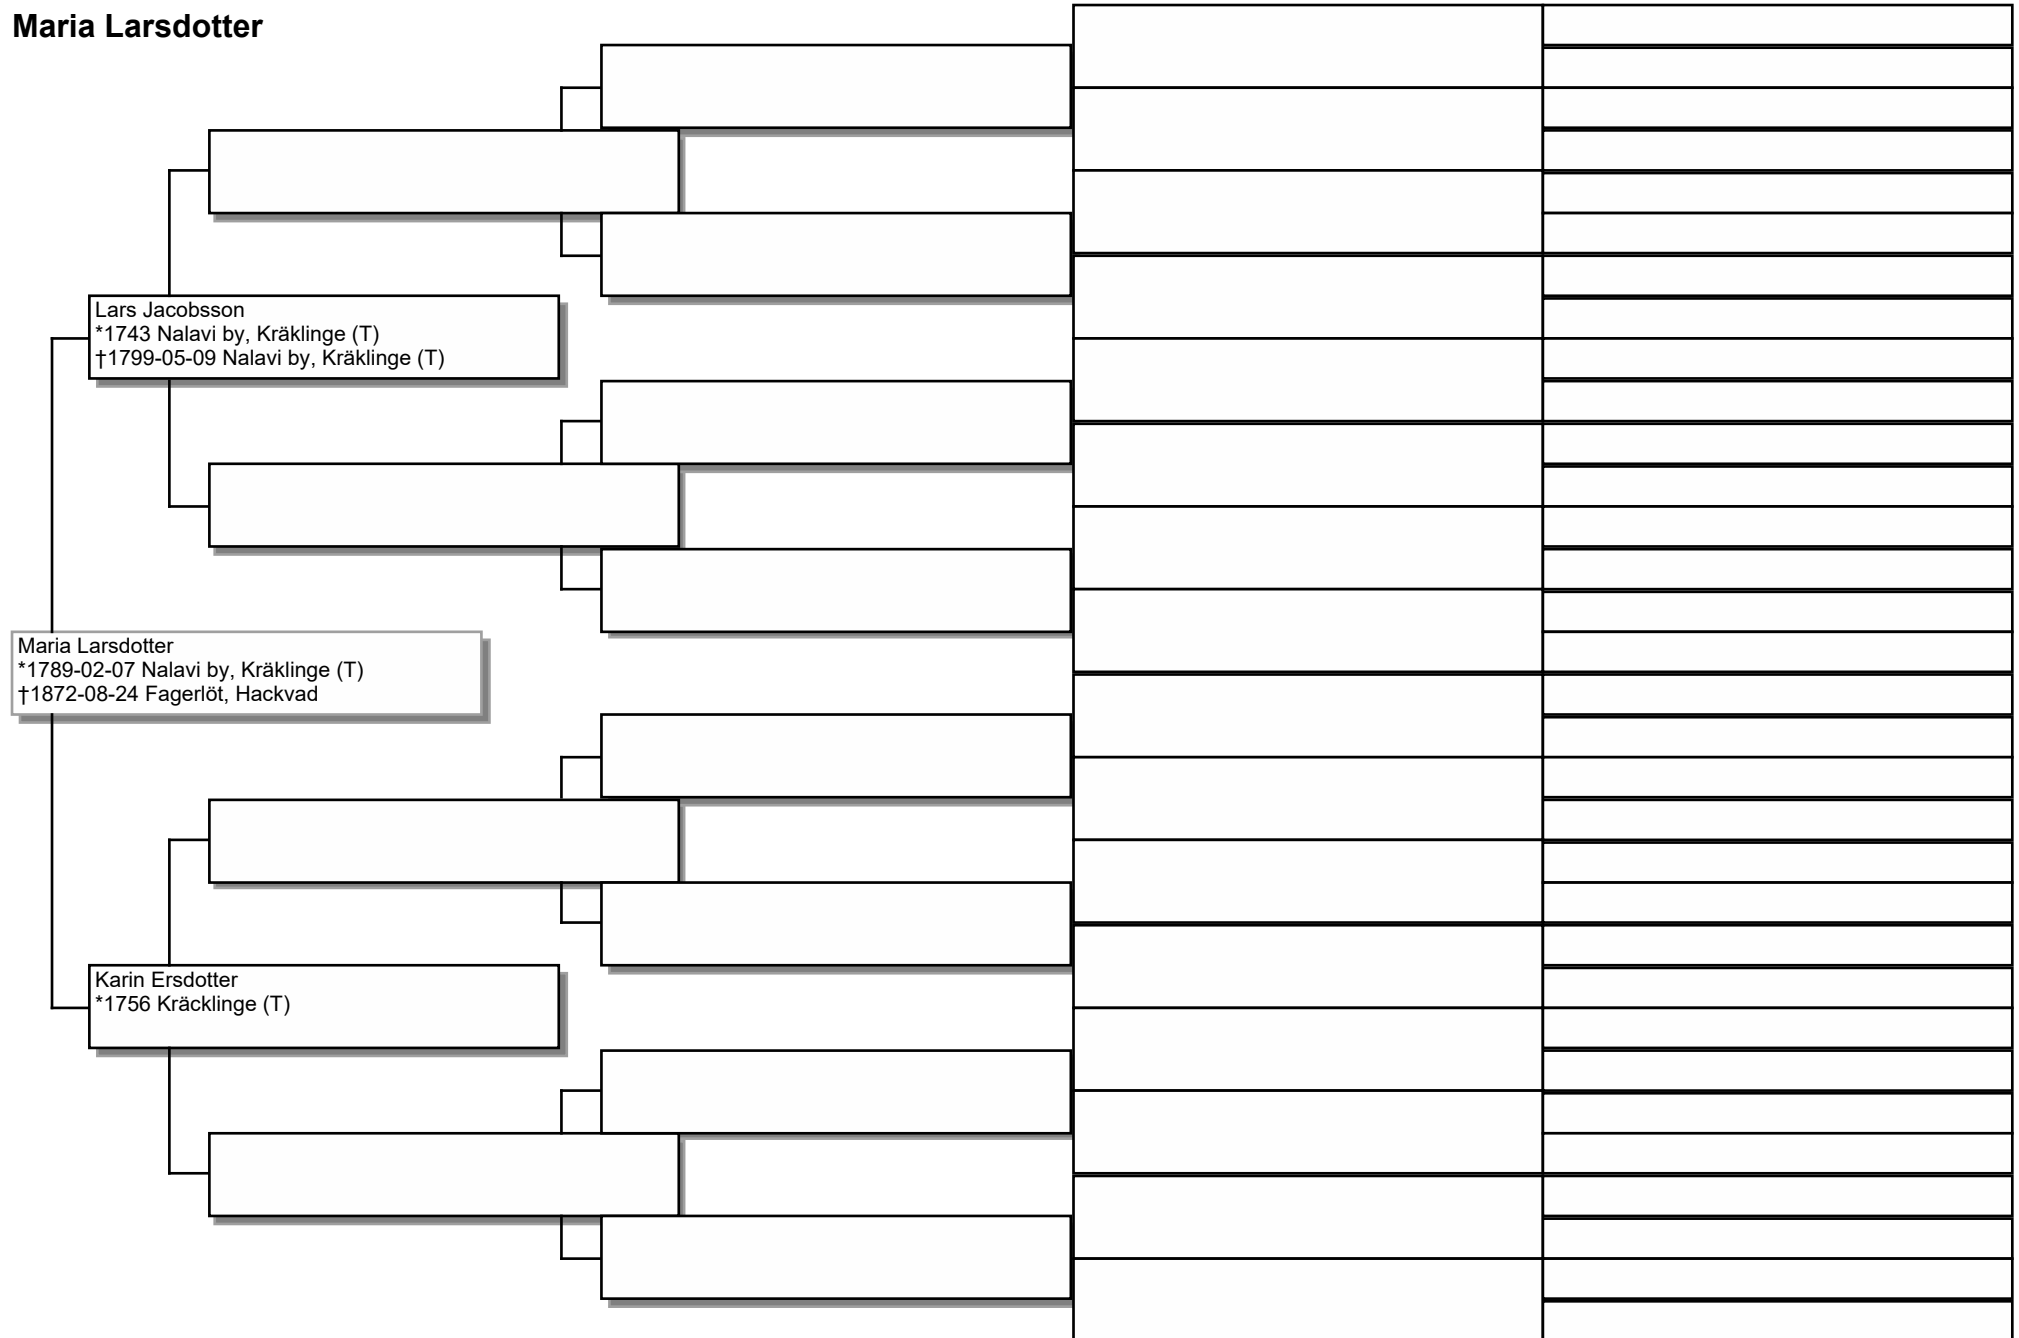 Maria Larsdotter
Lars Jacobsson
*1743 Nalavi by, Kräklinge (T)
†1799-05-09 Nalavi by, Kräklinge (T)
Maria Larsdotter
*1789-02-07 Nalavi by, Kräklinge (T)
†1872-08-24 Fagerlöt, Hackvad
Karin Ersdotter
*1756 Kräcklinge (T)